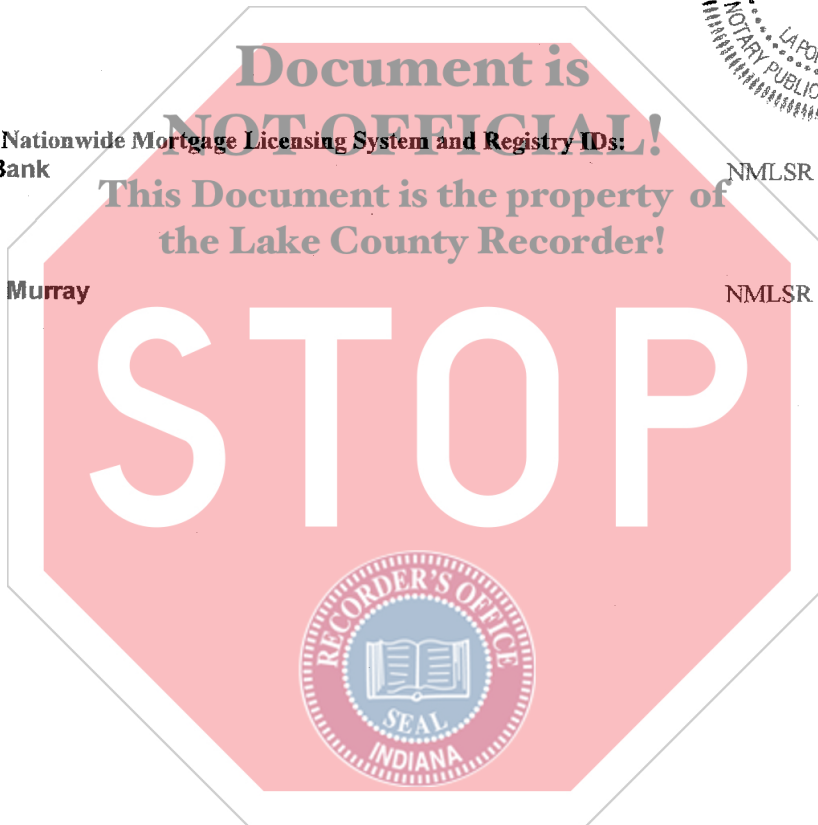 NOTARY PUBLIC
Document is
NOT OFFICIAL!
Nationwide Mortgage Licensing System and Registry IDs:
Bank NMLSR
This Document is the property of
the Lake County Recorder!
Murray NMLSR
STOP
RECORDER'S OFFICE
SEAL
INDIANA